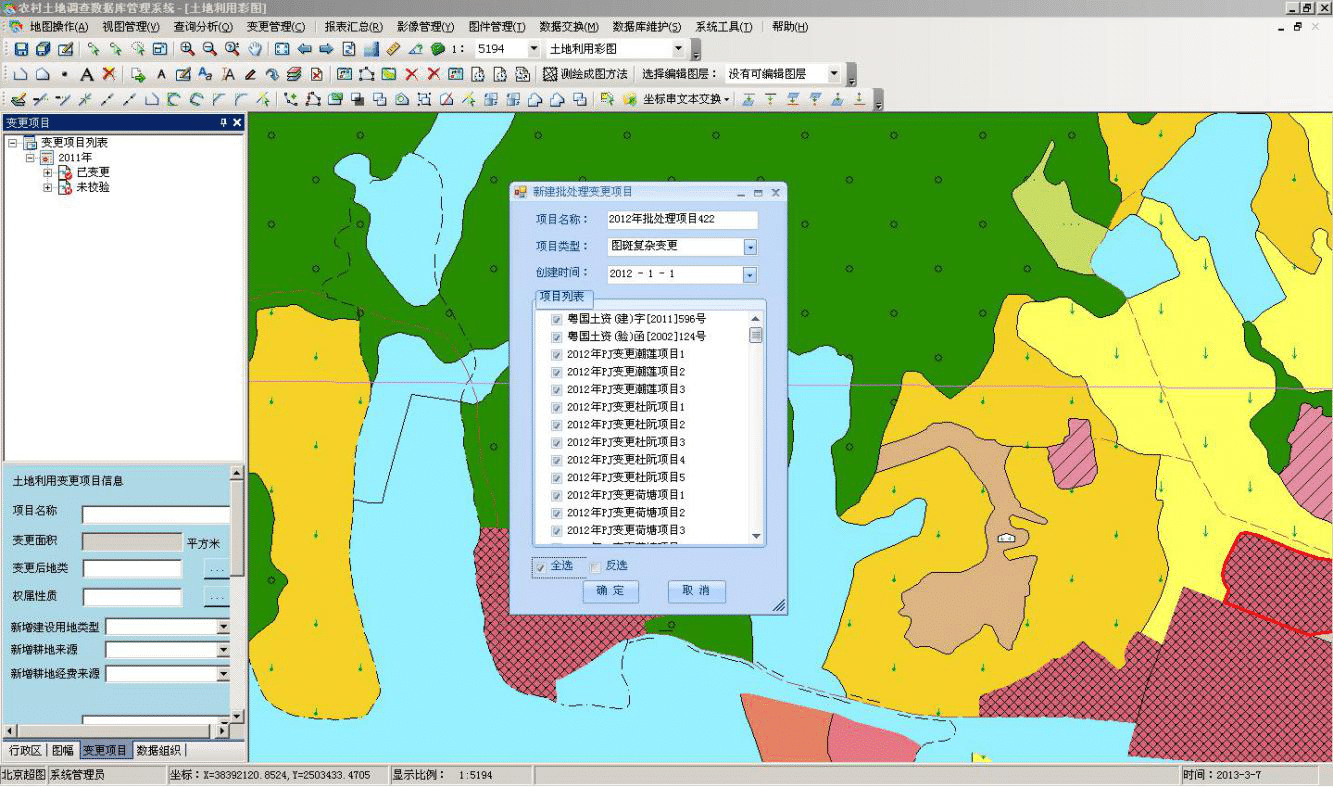 农村土地调查数据库管理系统 - [土地利用彩图]
地图操作(A) 视图管理(V) 查询分析(Q) 变更管理(C) 报表汇总(R) 影像管理(Y) 图件管理(T) 数据交换(M) 数据库维护(S) 系统工具(T) 帮助(H)
1: 5194 土地利用彩图
测绘成图方法 选择编辑图层: 没有可编辑图层
坐标串文本交换
变更项目
变更项目列表
2011年
已变更
未校验
土地利用变更项目信息
项目名称
变更面积 平方米
变更后地类 ...
权属性质 ...
新增建设用地类型
新增耕地来源
新增耕地经费来源
行政区 图幅 变更项目 数据组织
新建批处理变更项目
项目名称: 2012年批处理项目422
项目类型: 图斑复杂变更
创建时间: 2012 - 1 - 1
项目列表
粤国土资(建)字[2011]596号
粤国土资(验)函[2002]124号
2012年PJ变更潮莲项目1
2012年PJ变更潮莲项目2
2012年PJ变更潮莲项目3
2012年PJ变更杜阮项目1
2012年PJ变更杜阮项目2
2012年PJ变更杜阮项目3
2012年PJ变更杜阮项目4
2012年PJ变更杜阮项目5
2012年PJ变更荷塘项目1
2012年PJ变更荷塘项目2
2012年PJ变更荷塘项目3
全选 反选
确 定 取 消
北京超图 系统管理员 坐标:X=38392120.8524,Y=2503433.4705 显示比例: 1:5194 时间:2013-3-7